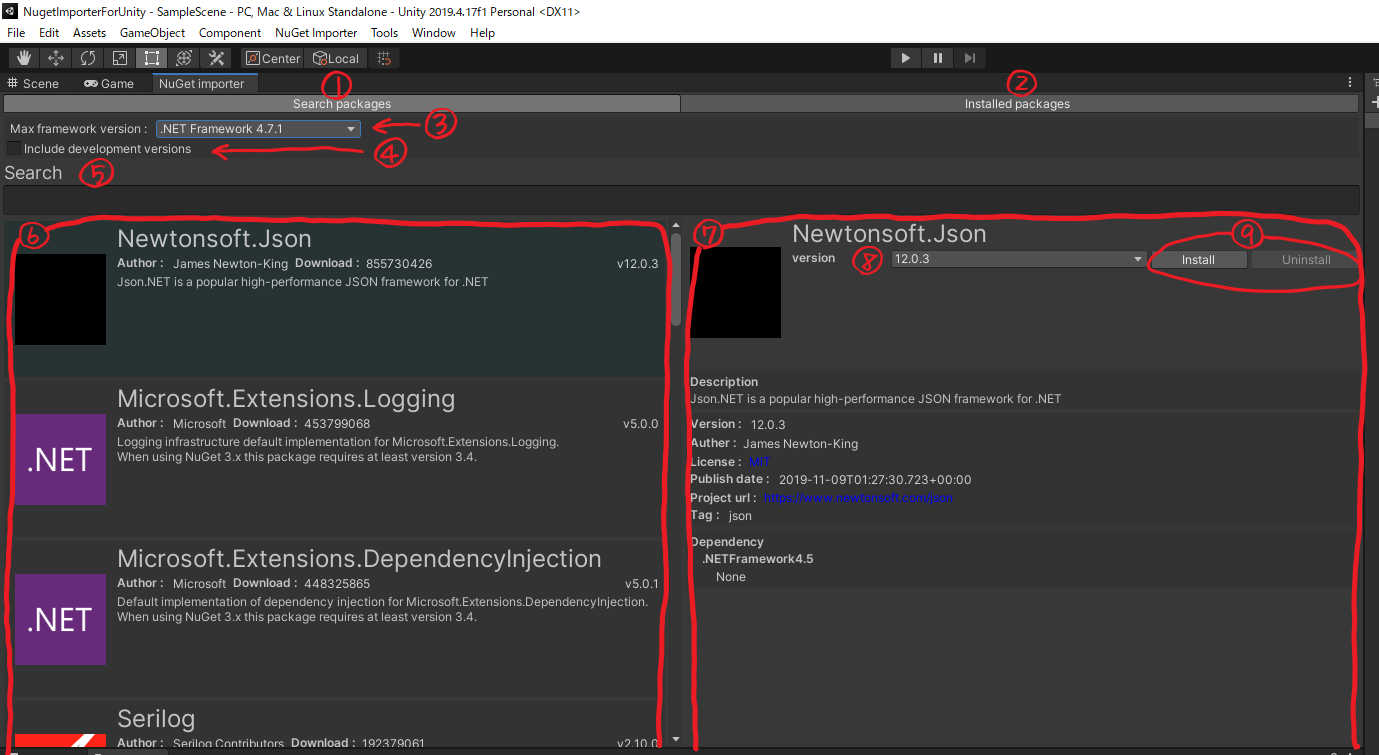 NugetImporterForUnity - SampleScene - PC, Mac & Linux Standalone - Unity 2019.4.17f1 Personal <DX11>
File Edit Assets GameObject Component NuGet Importer Tools Window Help
Center Local
Scene Game NuGet importer
① ②
Search packages Installed packages
Max framework version : .NET Framework 4.7.1 ③
Include development versions ④
Search ⑤
⑥
Newtonsoft.Json
Author : James Newton-King Download : 855730426 v12.0.3
Json.NET is a popular high-performance JSON framework for .NET
.NET
Microsoft.Extensions.Logging
Author : Microsoft Download : 453799068 v5.0.0
Logging infrastructure default implementation for Microsoft.Extensions.Logging.
When using NuGet 3.x this package requires at least version 3.4.
.NET
Microsoft.Extensions.DependencyInjection
Author : Microsoft Download : 448325865 v5.0.1
Default implementation of dependency injection for Microsoft.Extensions.DependencyInjection.
When using NuGet 3.x this package requires at least version 3.4.
Serilog
Author : Serilog Contributors Download : 192379061 v2.10.0
⑦
Newtonsoft.Json
⑨
version ⑧ 12.0.3 Install Uninstall
Description
Json.NET is a popular high-performance JSON framework for .NET
Version : 12.0.3
Auther : James Newton-King
License : MIT
Publish date : 2019-11-09T01:27:30.723+00:00
Project url : https://www.newtonsoft.com/json
Tag : json
Dependency
.NETFramework4.5
None